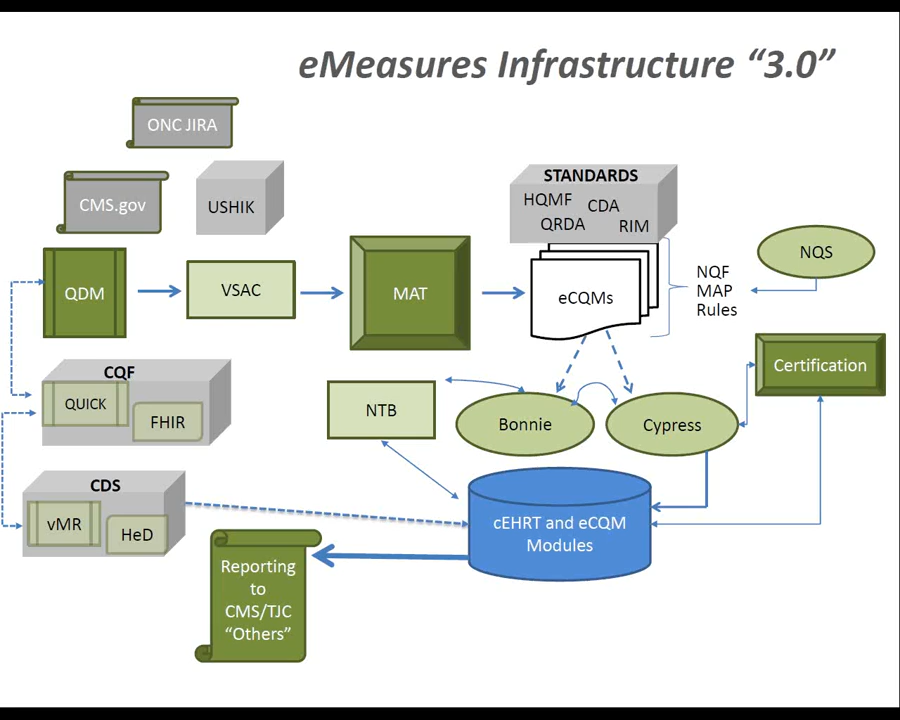 eMeasures Infrastructure “3.0”
ONC JIRA
CMS.gov
USHIK
STANDARDS
HQMF
CDA
QRDA
RIM
QDM
VSAC
MAT
eCQMs
NQF
MAP
Rules
NQS
CQF
QUICK
FHIR
NTB
Bonnie
Cypress
Certification
CDS
vMR
HeD
cEHRT and eCQM
Modules
Reporting
to
CMS/TJC
“Others”